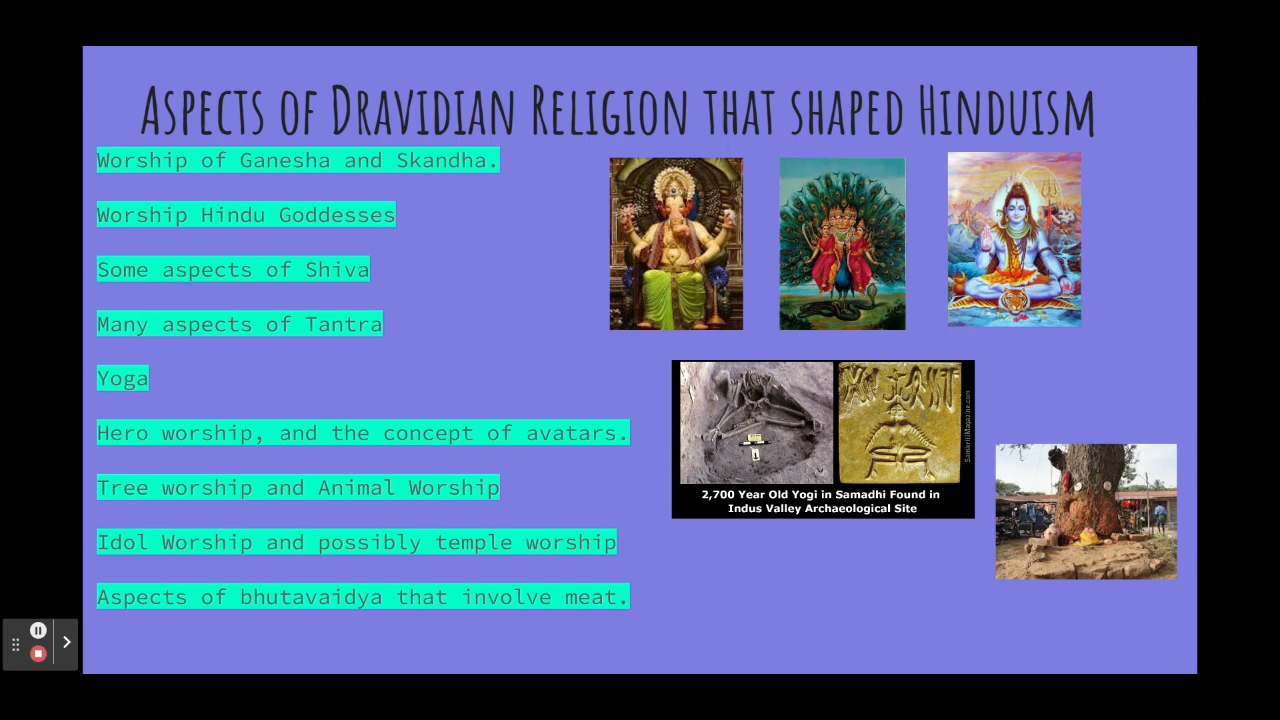 Aspects of Dravidian Religion that shaped Hinduism
Worship of Ganesha and Skandha.
Worship Hindu Goddesses
Some aspects of Shiva
Many aspects of Tantra
Yoga
Hero worship, and the concept of avatars.
Tree worship and Animal Worship
Idol Worship and possibly temple worship
Aspects of bhutavaidya that involve meat.
SanskritiMagazine.com
2,700 Year Old Yogi in Samadhi Found in
Indus Valley Archaeological Site